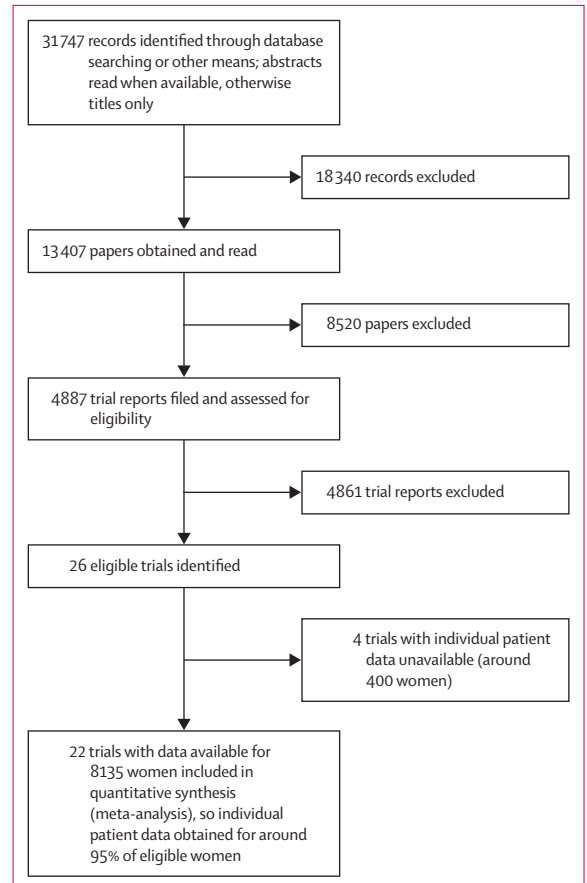 31747 records identified through database
searching or other means; abstracts
read when available, otherwise
titles only
18340 records excluded
13407 papers obtained and read
8520 papers excluded
4887 trial reports filed and assessed for
eligibility
4861 trial reports excluded
26 eligible trials identified
4 trials with individual patient
data unavailable (around
400 women)
22 trials with data available for
8135 women included in
quantitative synthesis
(meta-analysis), so individual
patient data obtained for around
95% of eligible women